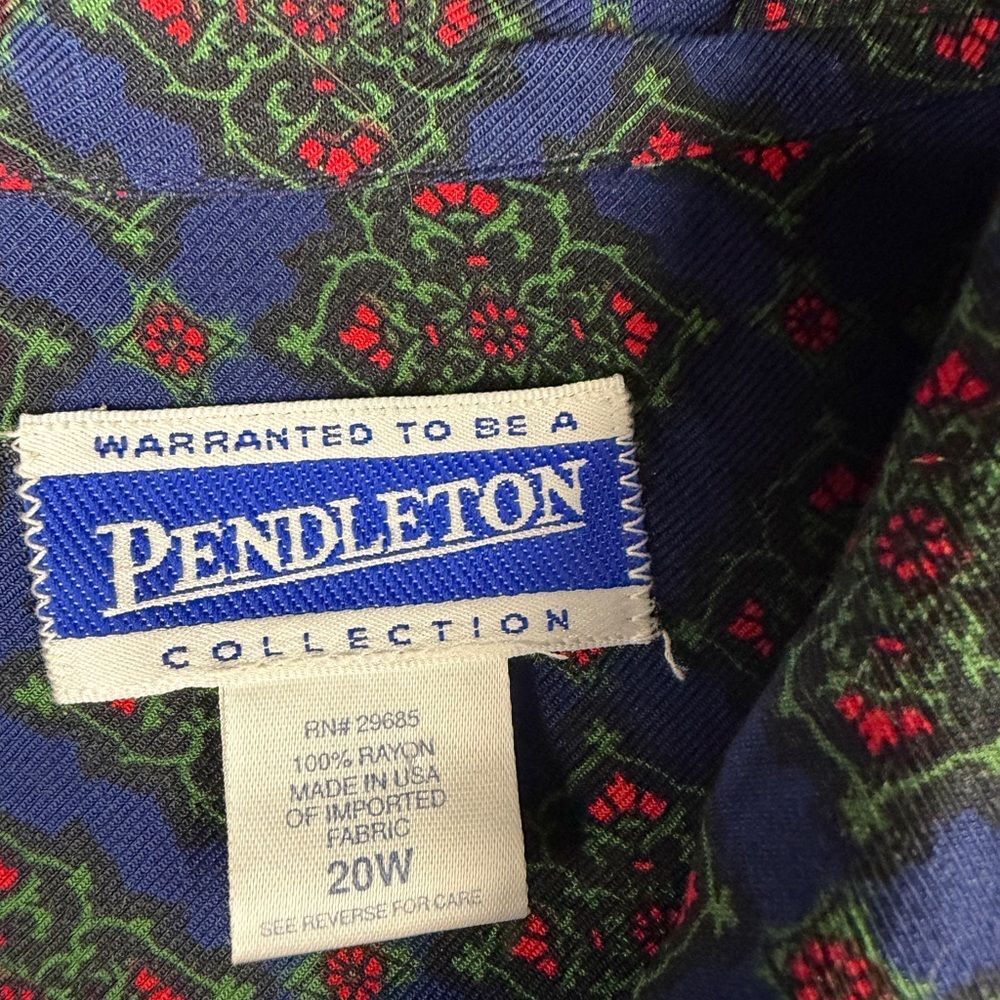 WARRANTED TO BE A
PENDLETON
COLLECTION
RN# 29685
100% RAYON
MADE IN USA
OF IMPORTED
FABRIC
20W
SEE REVERSE FOR CARE